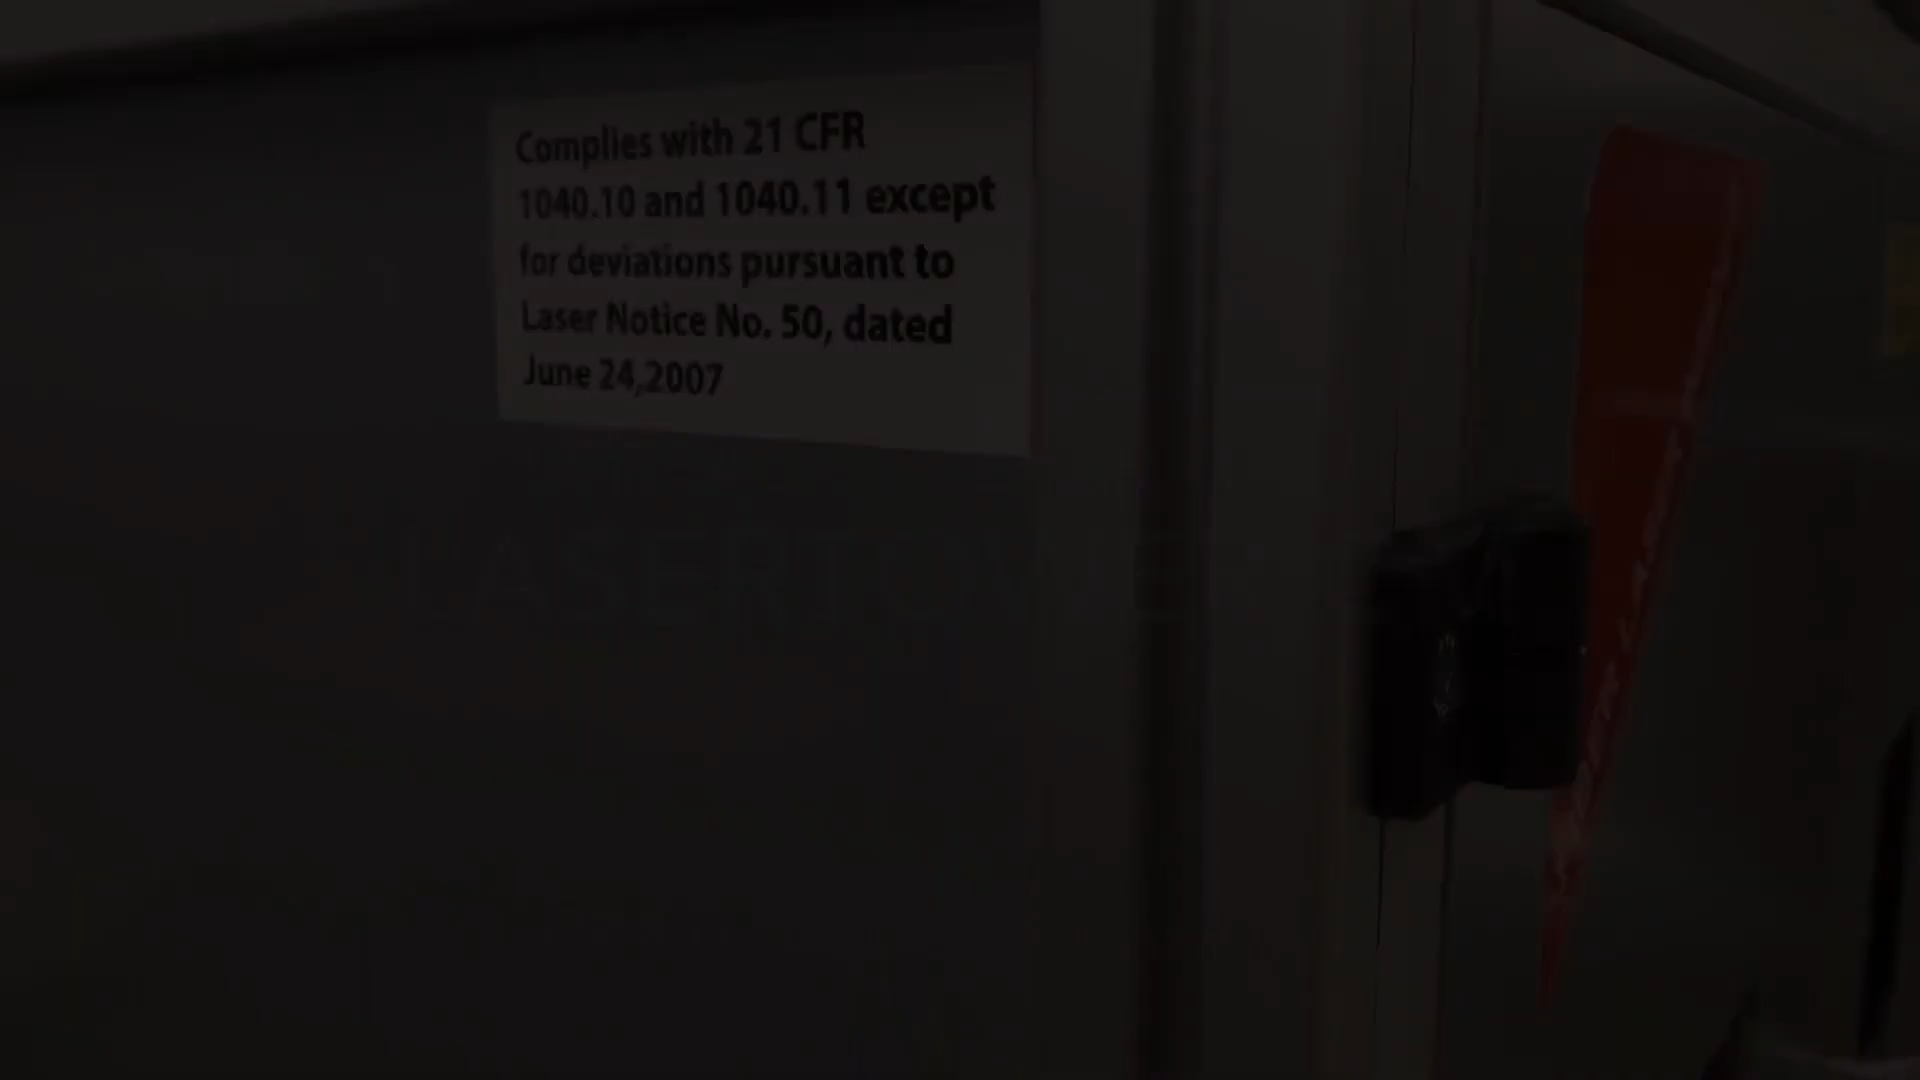 Complies with 21 CFR
1040.10 and 1040.11 except
for deviations pursuant to
Laser Notice No. 50, dated
June 24,2007